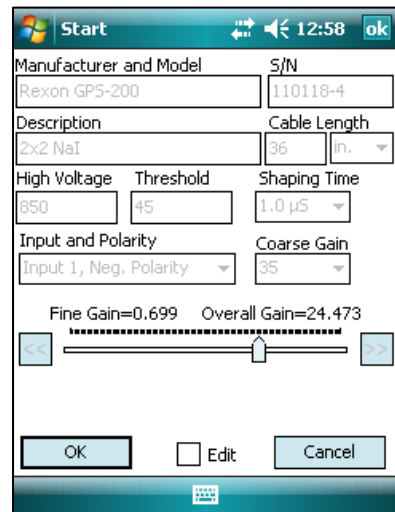 Start 12:58 ok
Manufacturer and Model S/N
Rexon GPS-200 110118-4
Description Cable Length
2x2 NaI 36 in.
High Voltage Threshold Shaping Time
850 45 1.0 µS
Input and Polarity Coarse Gain
Input 1, Neg. Polarity 35
Fine Gain=0.699 Overall Gain=24.473
<< >>
OK Edit Cancel